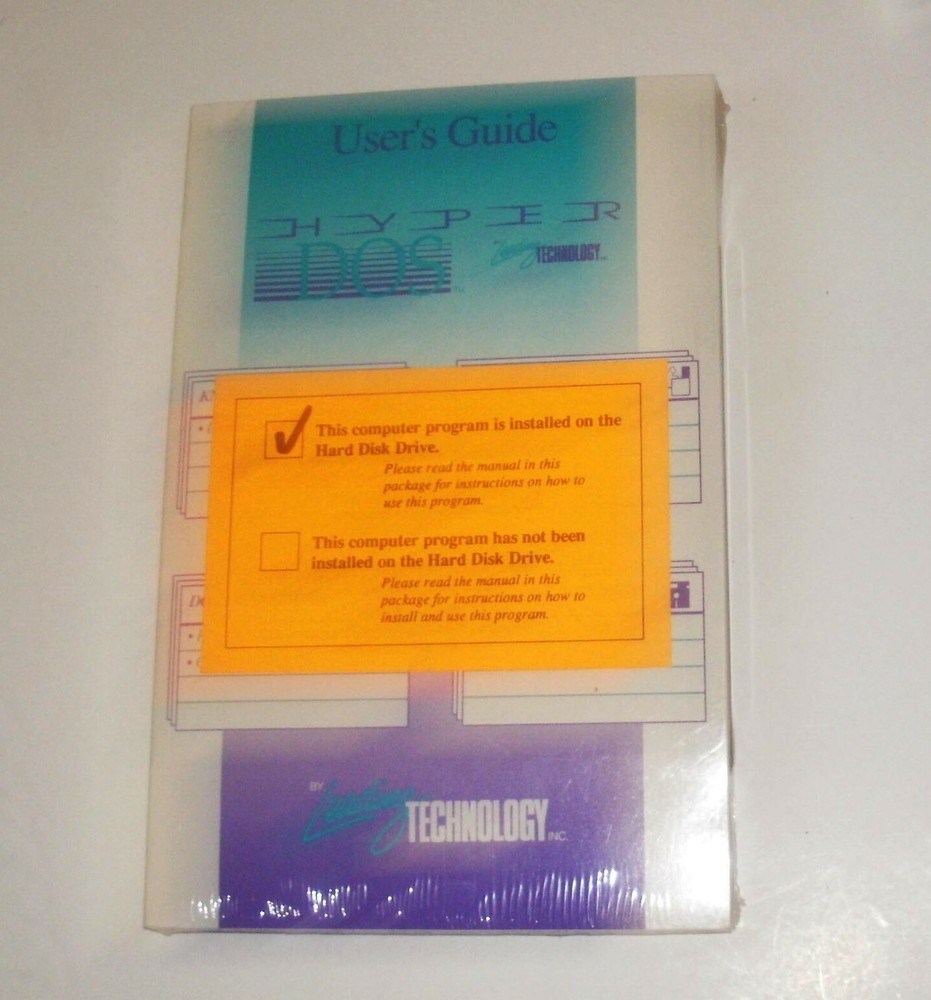 User's Guide
HYPER
DOS
Leading TECHNOLOGY INC.
This computer program is installed on the
Hard Disk Drive.
Please read the manual in this
package for instructions on how to
use this program.
This computer program has not been
installed on the Hard Disk Drive.
Please read the manual in this
package for instructions on how to
install and use this program.
BY
Leading TECHNOLOGY INC.